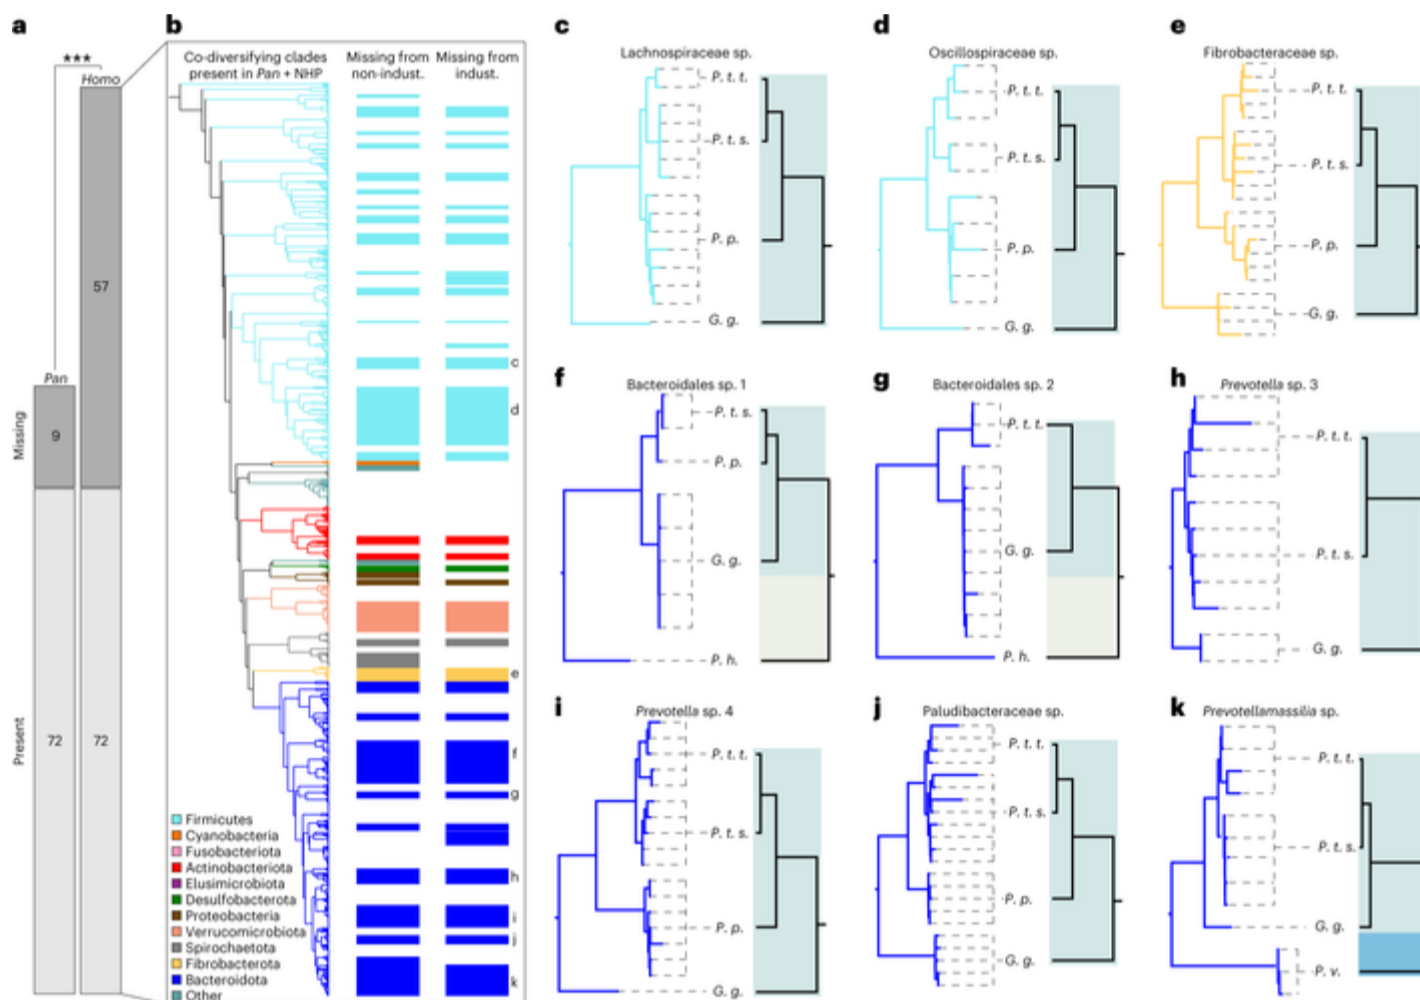 a
***
Homo
57
Pan
9
Missing
72
72
Present
b
Co-diversifying clades
present in Pan + NHP
Missing from
non-indust.
Missing from
indust.
c
d
e
f
g
h
i
j
k
Firmicutes
Cyanobacteria
Fusobacteriota
Actinobacteriota
Elusimicrobiota
Desulfobacterota
Proteobacteria
Verrucomicrobiota
Spirochaetota
Fibrobacterota
Bacteroidota
Other
c
Lachnospiraceae sp.
P. t. t.
P. t. s.
P. p.
G. g.
d
Oscillospiraceae sp.
P. t. t.
P. t. s.
P. p.
G. g.
e
Fibrobacteraceae sp.
P. t. t.
P. t. s.
P. p.
G. g.
f
Bacteroidales sp. 1
P. t. s.
P. p.
G. g.
P. h.
g
Bacteroidales sp. 2
P. t. t.
G. g.
P. h.
h
Prevotella sp. 3
P. t. t.
P. t. s.
G. g.
i
Prevotella sp. 4
P. t. t.
P. t. s.
P. p.
G. g.
j
Paludibacteraceae sp.
P. t. t.
P. t. s.
P. p.
G. g.
k
Prevotellamassilia sp.
P. t. t.
P. t. s.
G. g.
P. v.